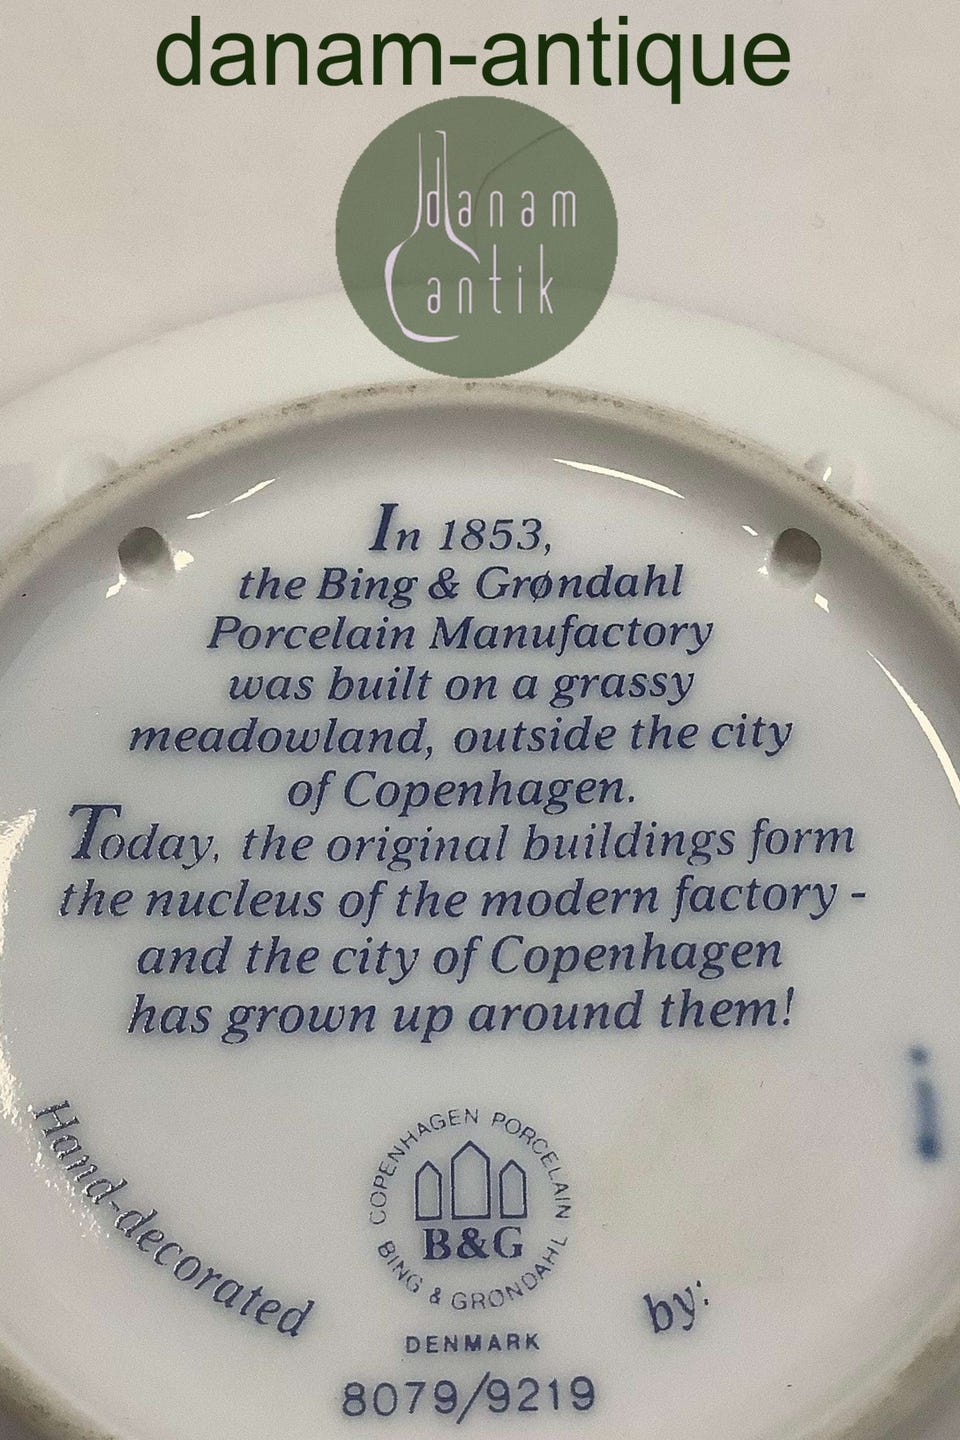 danam-antique
danam
antik
In 1853,
the Bing & Grøndahl
Porcelain Manufactory
was built on a grassy
meadowland, outside the city
of Copenhagen.
Today, the original buildings form
the nucleus of the modern factory -
and the city of Copenhagen
has grown up around them!
Hand-decorated
by:
i
COPENHAGEN PORCELAIN
B&G
BING & GRØNDAHL
DENMARK
8079/9219